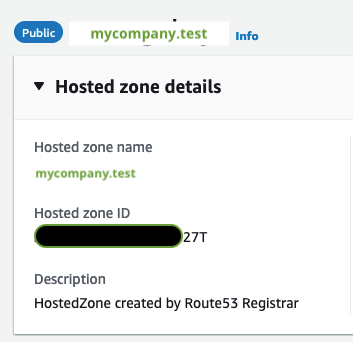 Public
mycompany.test
Info
Hosted zone details
Hosted zone name
mycompany.test
Hosted zone ID
27T
Description
HostedZone created by Route53 Registrar